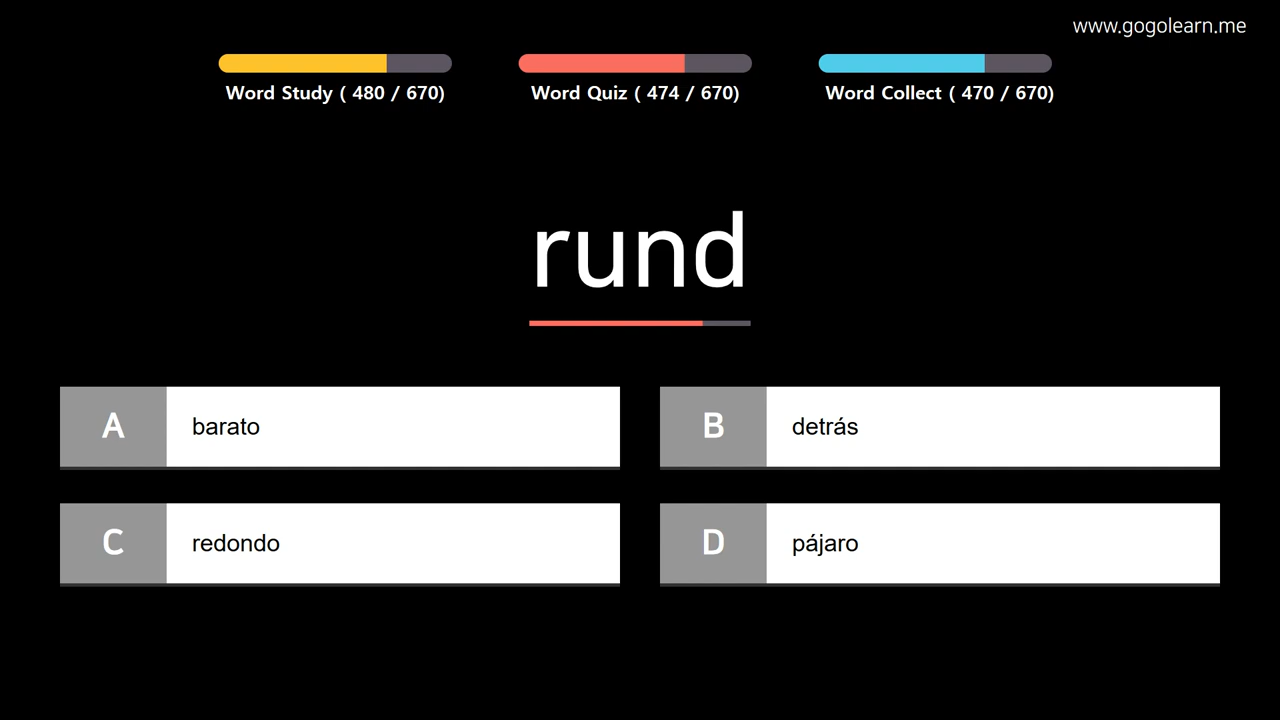 www.gogolearn.me
Word Study ( 480 / 670)
Word Quiz ( 474 / 670)
Word Collect ( 470 / 670)
rund
A barato
B detrás
C redondo
D pájaro